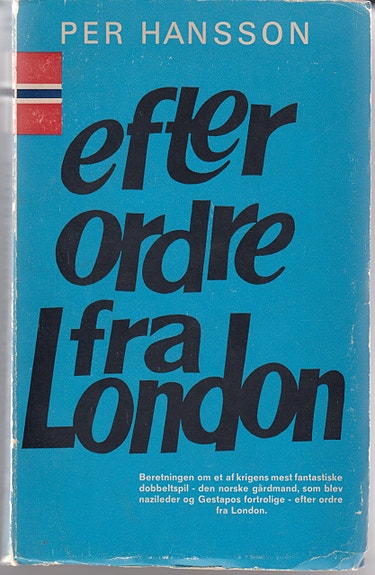 PER HANSSON
efter
ordre
fra
London
Beretningen om et af krigens mest fantastiske
dobbeltspil - den norske gårdmand, som blev
nazileder og Gestapos fortrolige - efter ordre
fra London.